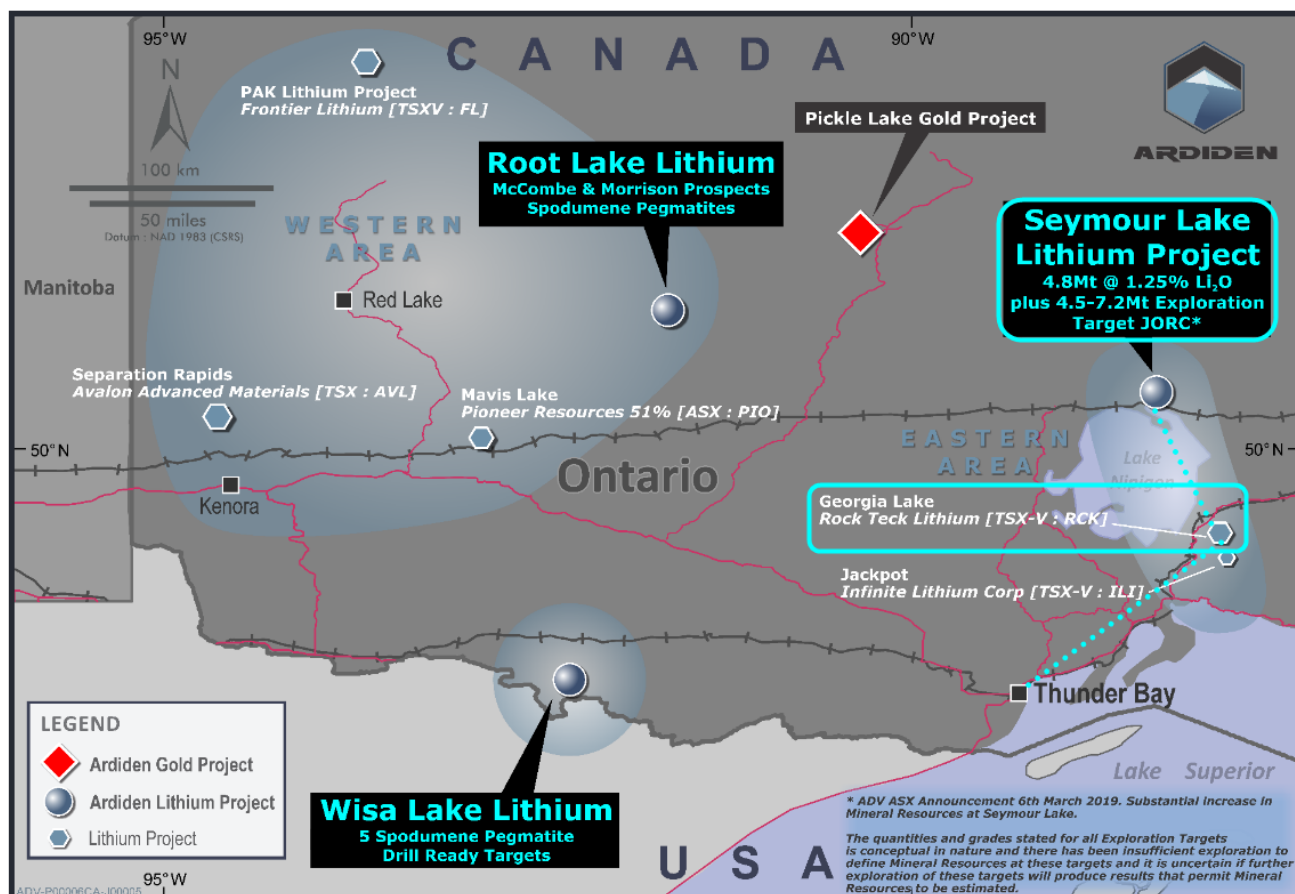 95°W
90°W
CANADA
N
PAK Lithium Project
Frontier Lithium [TSXV : FL]
100 km
50 miles
Datum : NAD 1983 (CSRS)
WESTERN
AREA
Root Lake Lithium
McCombe & Morrison Prospects
Spodumene Pegmatites
Pickle Lake Gold Project
ARDIDEN
Seymour Lake
Lithium Project
4.8Mt @ 1.25% Li₂O
plus 4.5-7.2Mt Exploration
Target JORC*
Manitoba
Red Lake
Separation Rapids
Avalon Advanced Materials [TSX : AVL]
Mavis Lake
Pioneer Resources 51% [ASX : PIO]
50°N
50°N
EASTERN
AREA
Lake
Nipigon
Ontario
Kenora
Georgia Lake
Rock Teck Lithium [TSX-V : RCK]
Jackpot
Infinite Lithium Corp [TSX-V : ILI]
Thunder Bay
LEGEND
Ardiden Gold Project
Ardiden Lithium Project
Lithium Project
Wisa Lake Lithium
5 Spodumene Pegmatite
Drill Ready Targets
Lake Superior
USA
* ADV ASX Announcement 6th March 2019. Substantial increase in
Mineral Resources at Seymour Lake.
The quantities and grades stated for all Exploration Targets
is conceptual in nature and there has been insufficient exploration to
define Mineral Resources at these targets and it is uncertain if further
exploration of these targets will produce results that permit Mineral
Resources to be estimated.
95°W
ADV-P00006CA-J00005